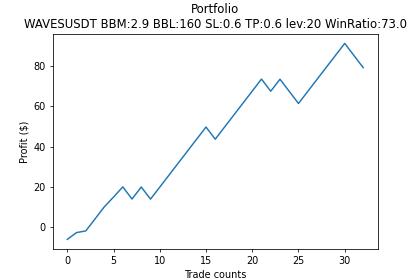 Portfolio
WAVESUSDT BBM:2.9 BBL:160 SL:0.6 TP:0.6 lev:20 WinRatio:73.0
Profit ($)
80
60
40
20
0
0 5 10 15 20 25 30
Trade counts